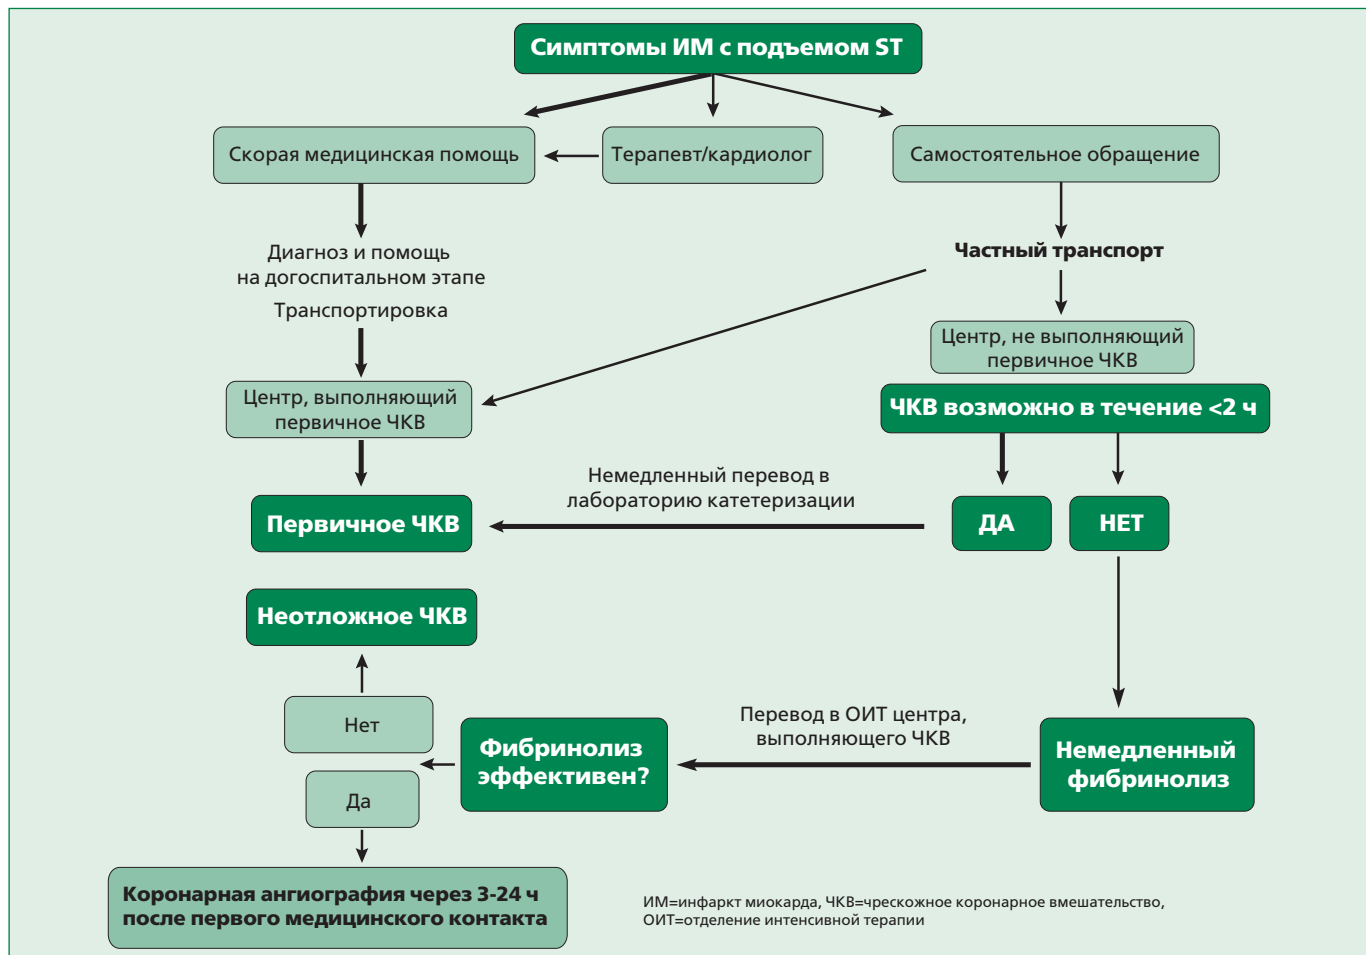 Симптомы ИМ с подъемом ST
Скорая медицинская помощь
Терапевт/кардиолог
Самостоятельное обращение
Диагноз и помощь
на догоспитальном этапе
Транспортировка
Частный транспорт
Центр, не выполняющий
первичное ЧКВ
Центр, выполняющий
первичное ЧКВ
ЧКВ возможно в течение <2 ч
Немедленный перевод в
лабораторию катетеризации
Первичное ЧКВ
ДА
НЕТ
Неотложное ЧКВ
Нет
Да
Фибринолиз
эффективен?
Перевод в ОИТ центра,
выполняющего ЧКВ
Немедленный
фибринолиз
Коронарная ангиография через 3-24 ч
после первого медицинского контакта
ИМ=инфаркт миокарда, ЧКВ=чрескожное коронарное вмешательство,
ОИТ=отделение интенсивной терапии